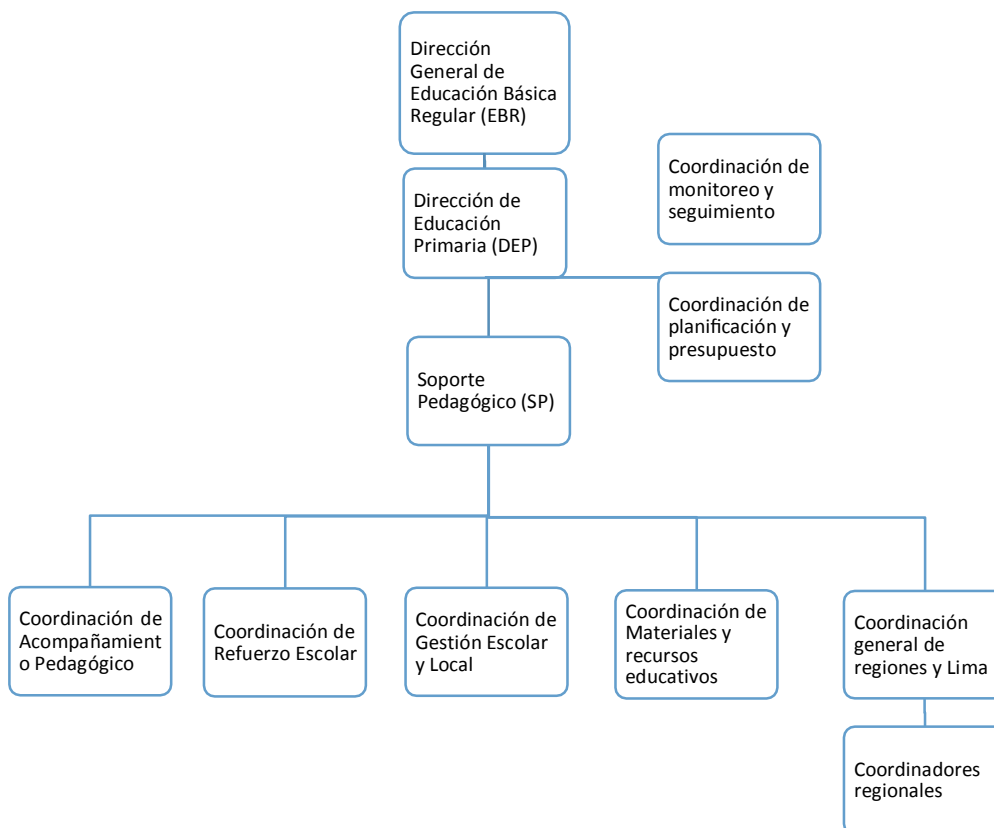 Dirección
General de
Educación Básica
Regular (EBR)
Dirección de
Educación
Primaria (DEP)
Coordinación de
monitoreo y
seguimiento
Coordinación de
planificación y
presupuesto
Soporte
Pedagógico (SP)
Coordinación de
Acompañamient
o Pedagógico
Coordinación de
Refuerzo Escolar
Coordinación de
Gestión Escolar
y Local
Coordinación de
Materiales y
recursos
educativos
Coordinación
general de
regiones y Lima
Coordinadores
regionales